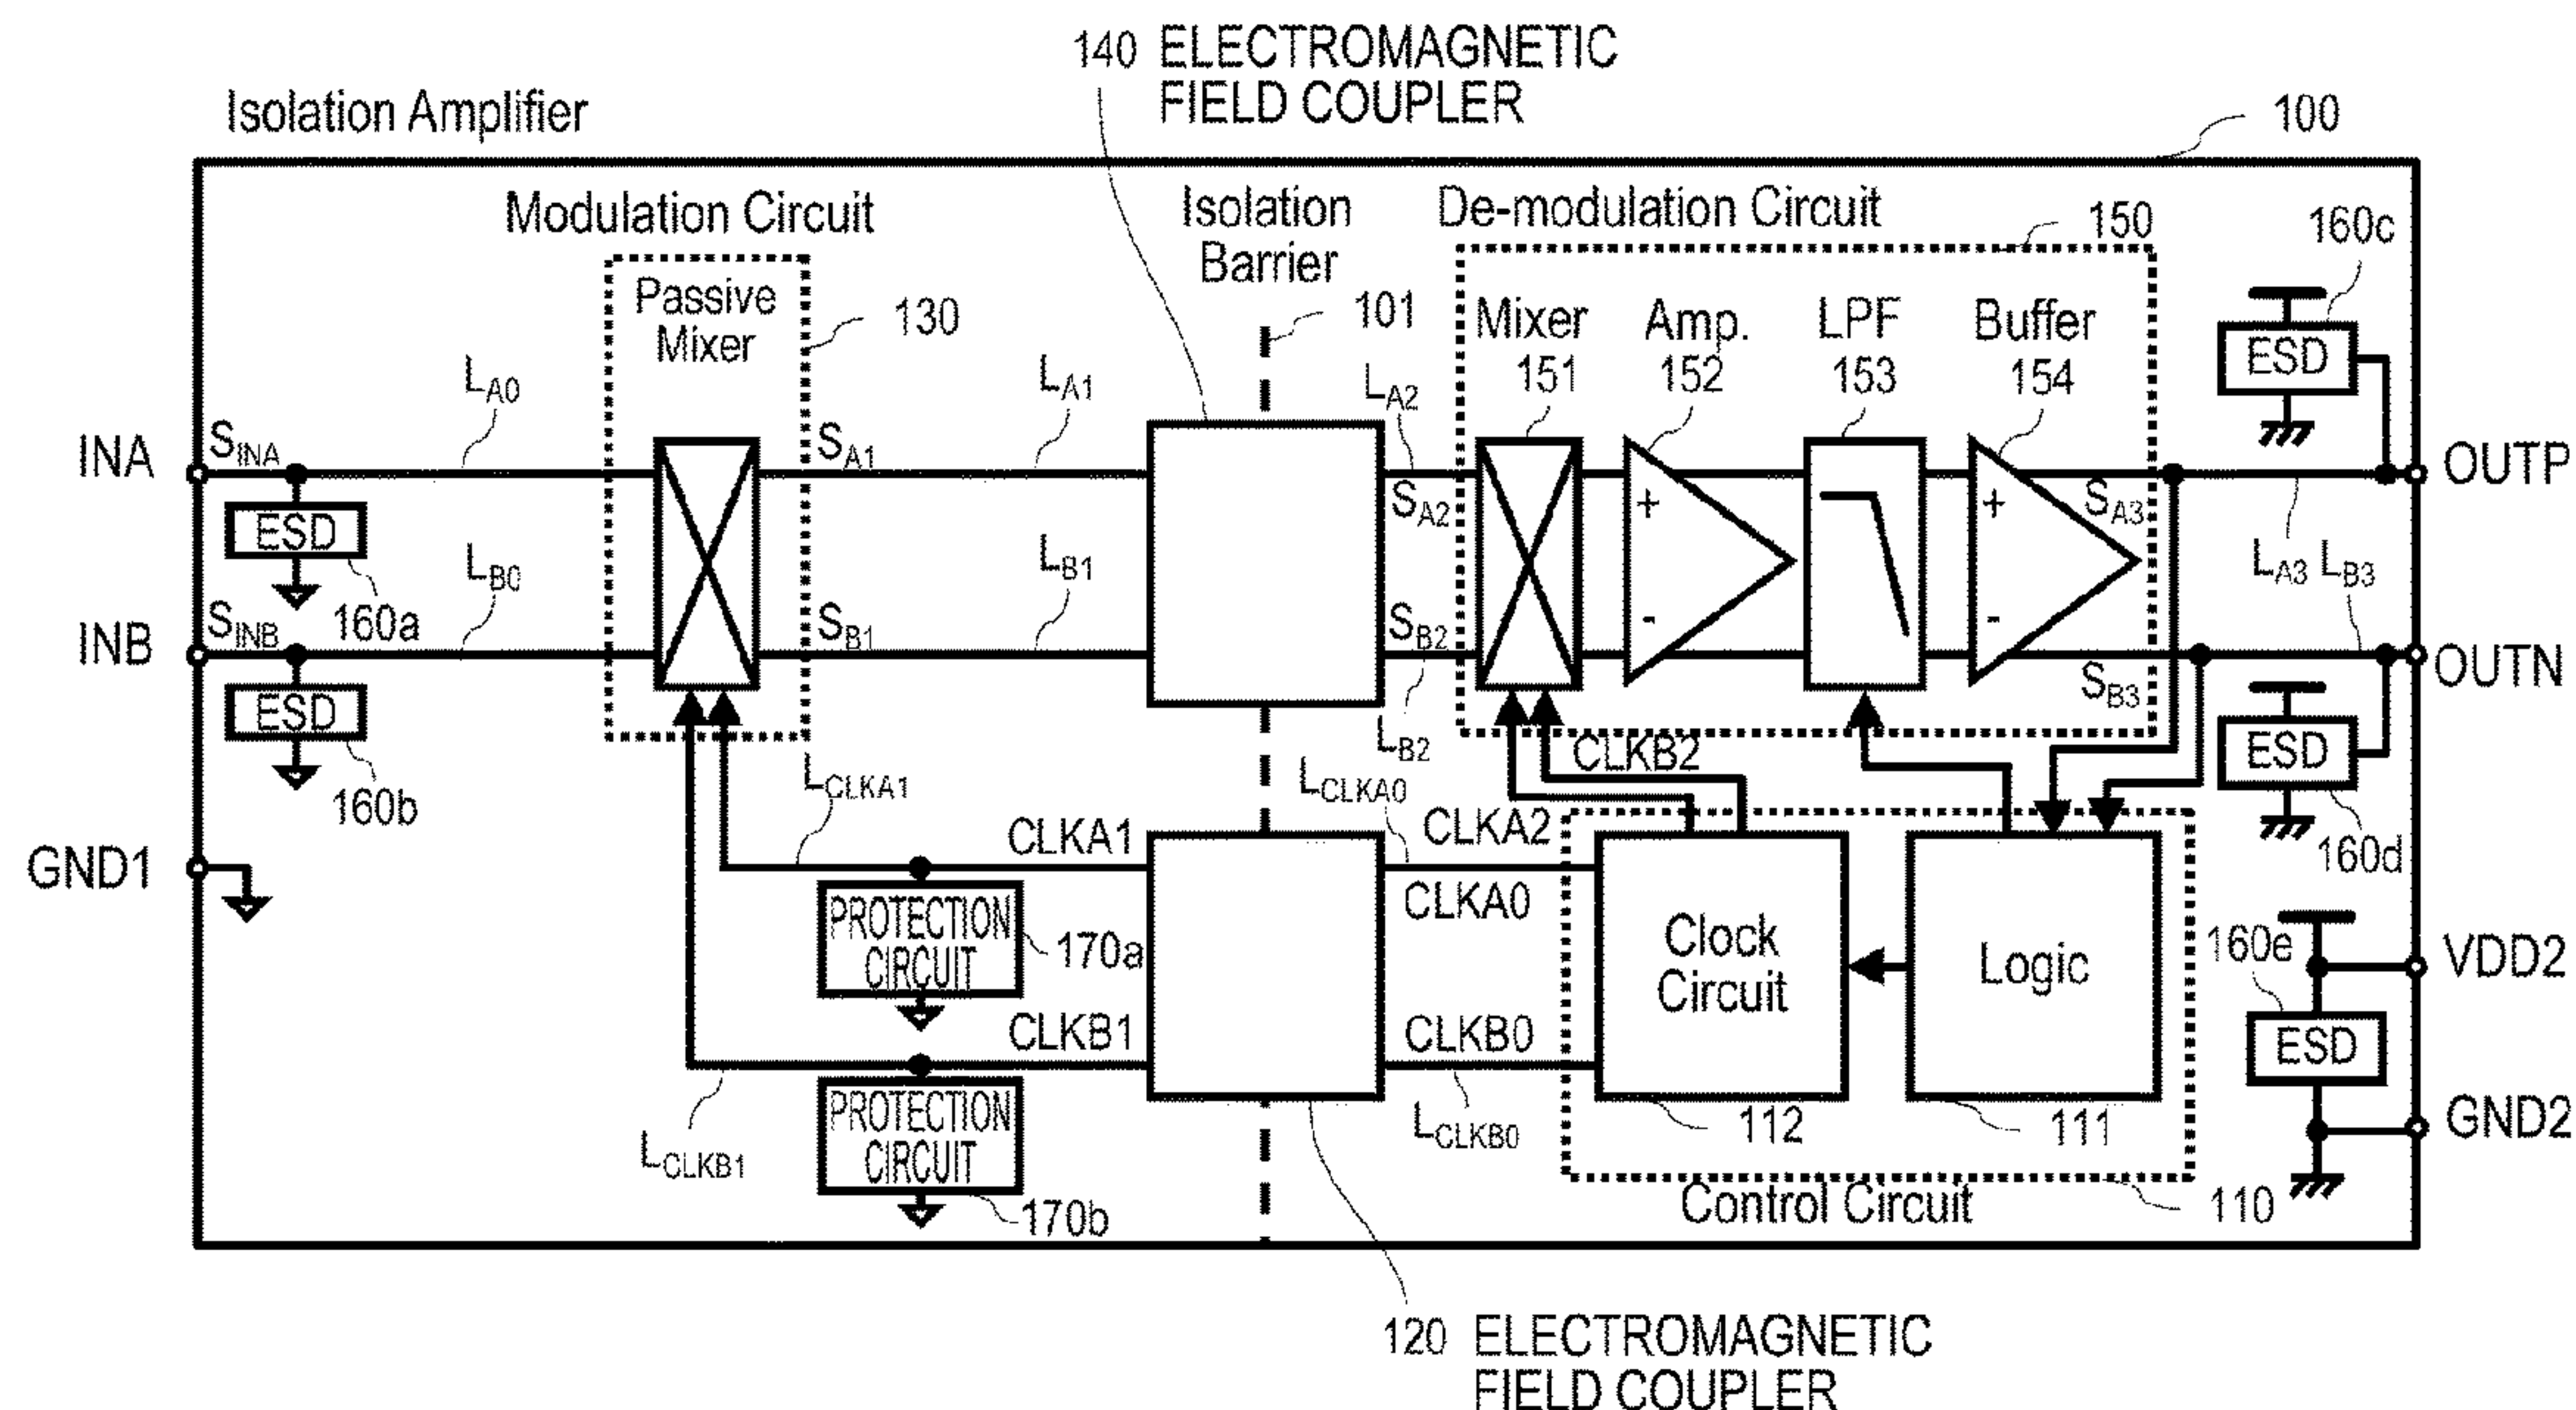 140 ELECTROMAGNETIC
FIELD COUPLER
Isolation Amplifier
100
Modulation Circuit
Isolation
Barrier
De-modulation Circuit
150
160c
Passive
Mixer
130
101
Mixer
151
Amp.
152
LPF
153
Buffer
154
ESD
LA0
LA1
LA2
INA
SINA
SA1
SA2
+
+
SA3
OUTP
ESD
160a
LB0
LB1
LA3
LB3
INB
SINB
SB1
SB2
-
-
SB3
OUTN
ESD
160b
LB2
CLKB2
ESD
160d
LCLKA1
LCLKA0
GND1
CLKA1
CLKA2
CLKA0
PROTECTION
CIRCUIT
170a
Clock
Circuit
Logic
160e
VDD2
CLKB1
CLKB0
ESD
PROTECTION
CIRCUIT
170b
LCLKB1
LCLKB0
112
111
GND2
Control Circuit
110
120 ELECTROMAGNETIC
FIELD COUPLER